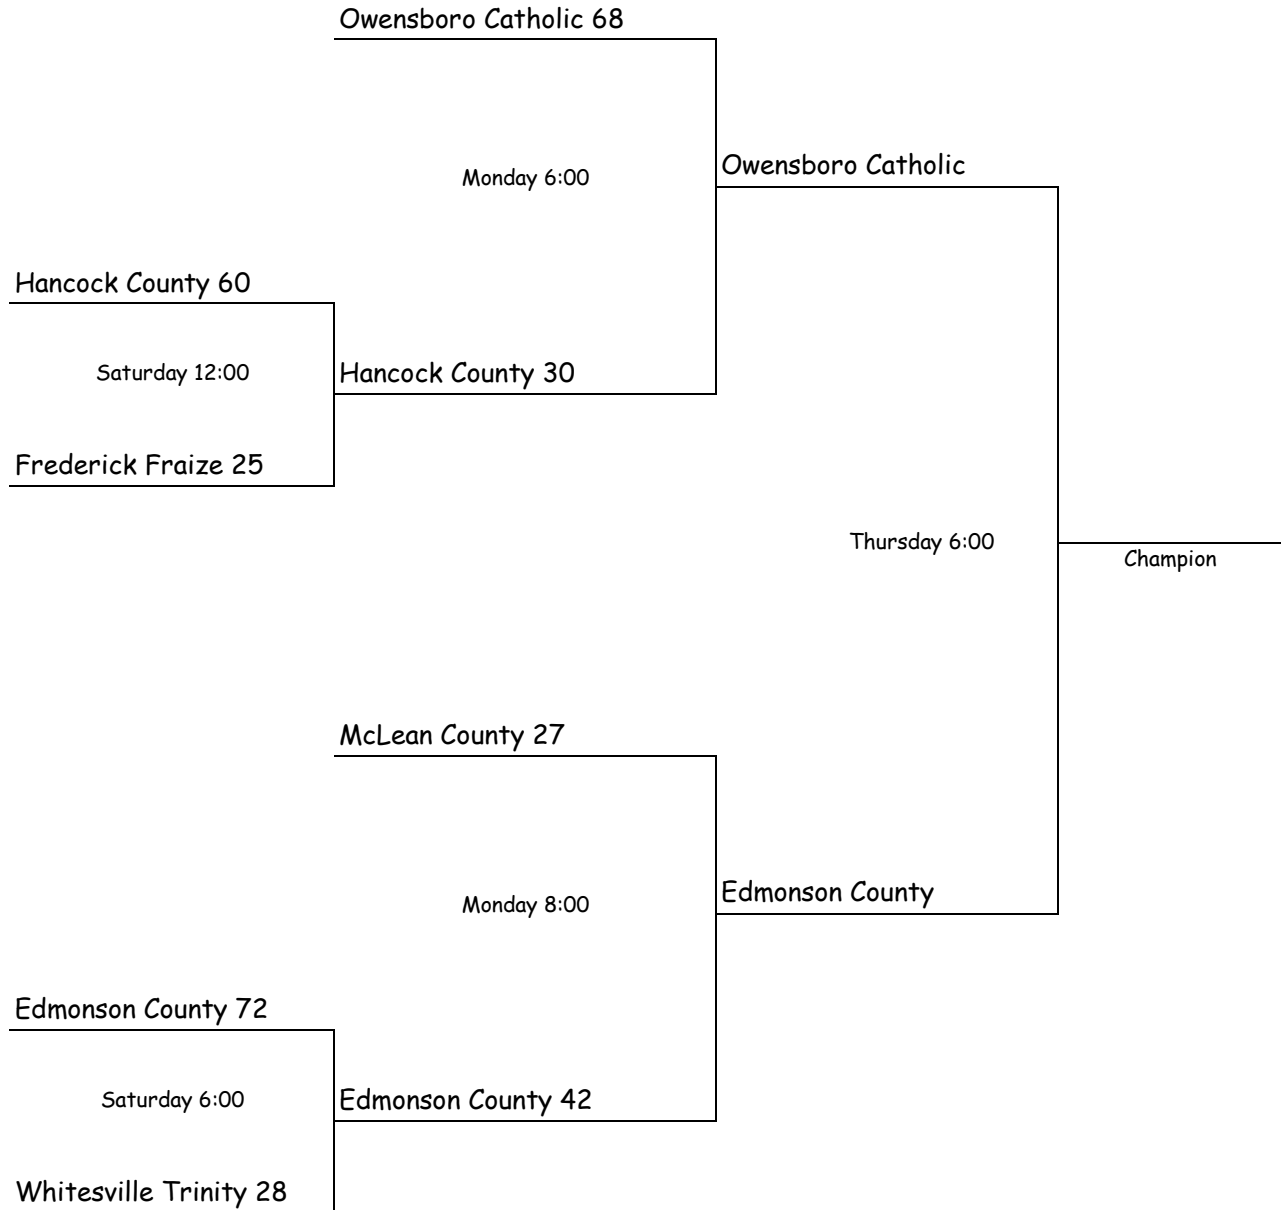 Owensboro Catholic 68
Monday 6:00
Owensboro Catholic
Hancock County 60
Saturday 12:00
Hancock County 30
Frederick Fraize 25
Thursday 6:00
Champion
McLean County 27
Monday 8:00
Edmonson County
Edmonson County 72
Saturday 6:00
Edmonson County 42
Whitesville Trinity 28